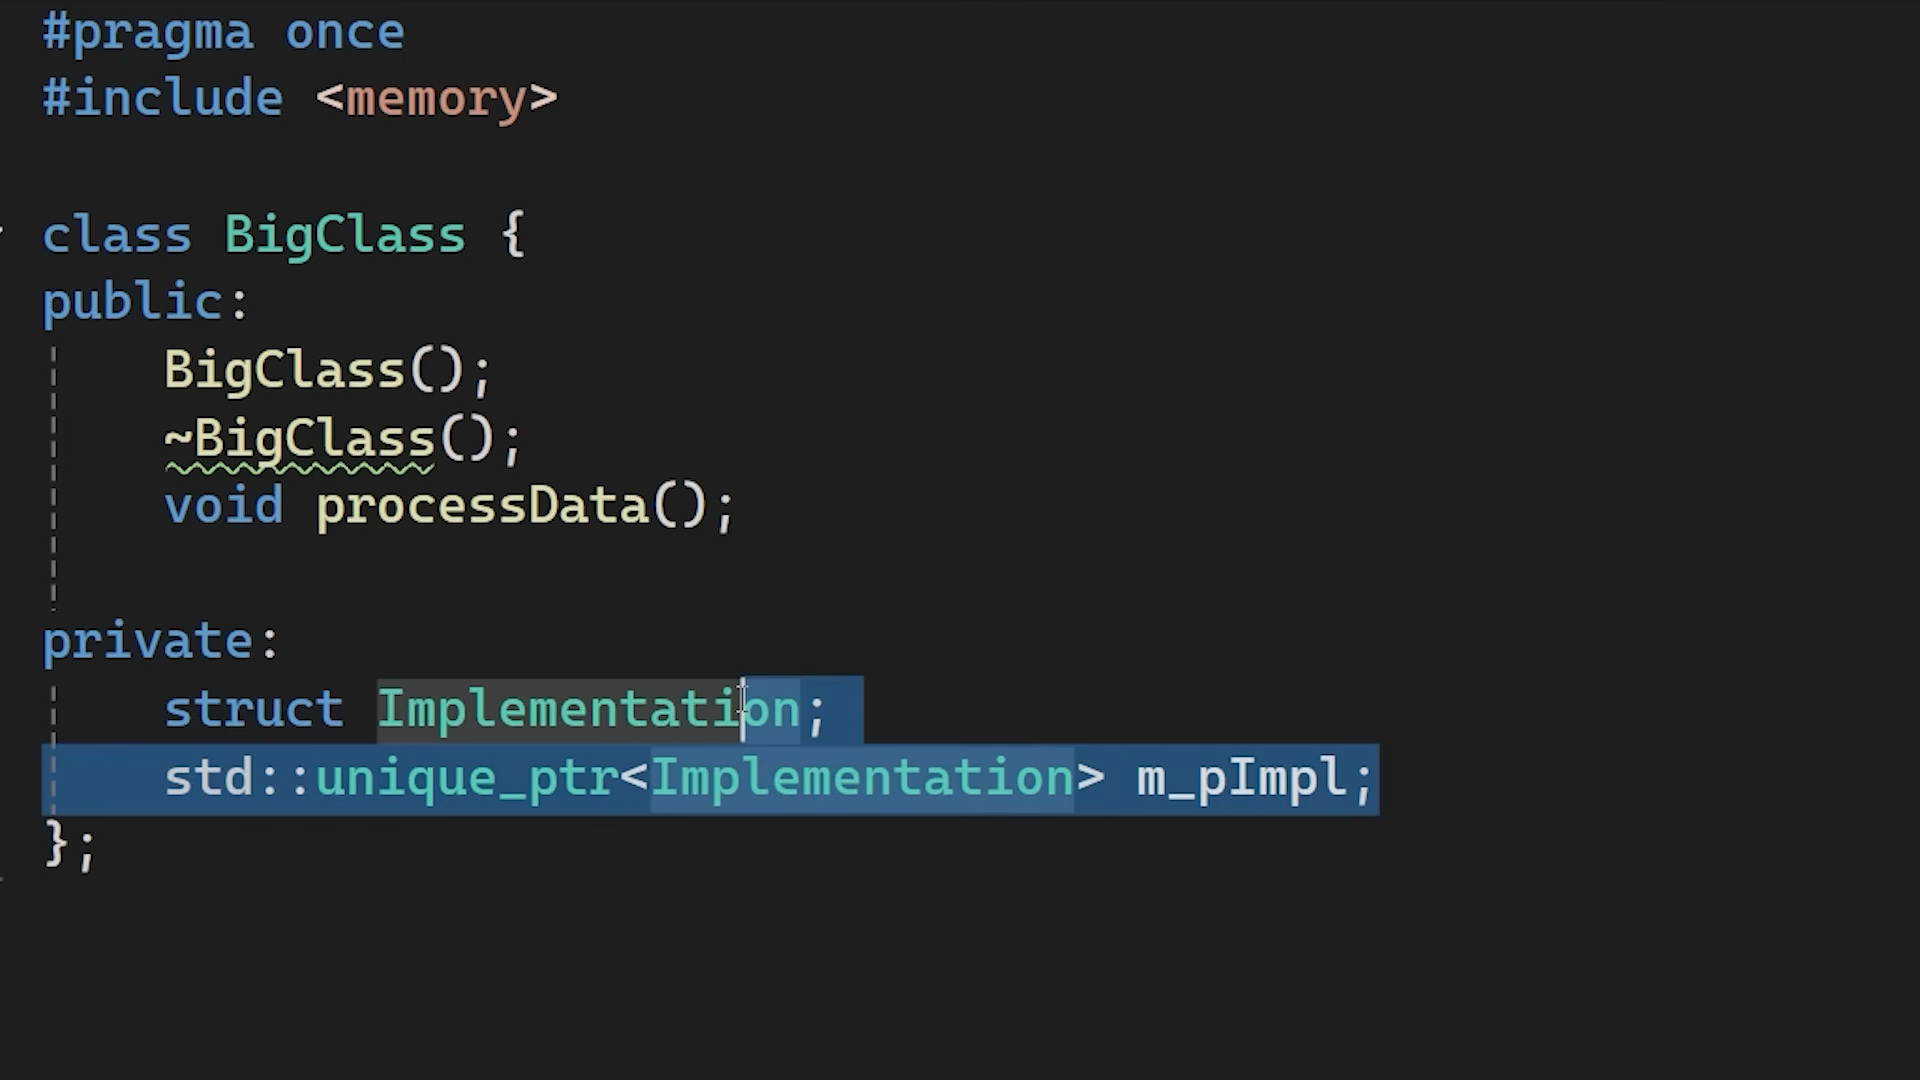 #pragma once
#include <memory>
class BigClass {
public:
BigClass();
~BigClass();
void processData();
private:
struct Implementation;
std::unique_ptr<Implementation> m_pImpl;
};